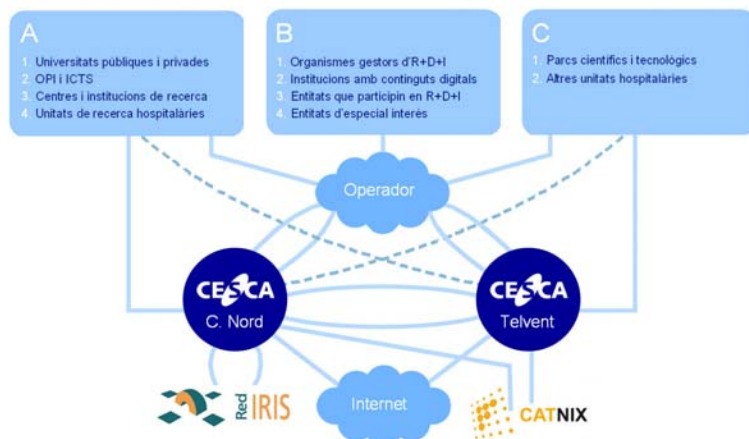 A
1. Universitats públiques i privades
2. OPI i ICTS
3. Centres i institucions de recerca
4. Unitats de recerca hospitalàries
B
1. Organismes gestors d'R+D+I
2. Institucions amb continguts digitals
3. Entitats que participin en R+D+I
4. Entitats d'especial interès
C
1. Parcs científics i tecnològics
2. Altres unitats hospitalàries
Operador
CESCA
C. Nord
CESCA
Telvent
Red IRIS
Internet
CATNIX